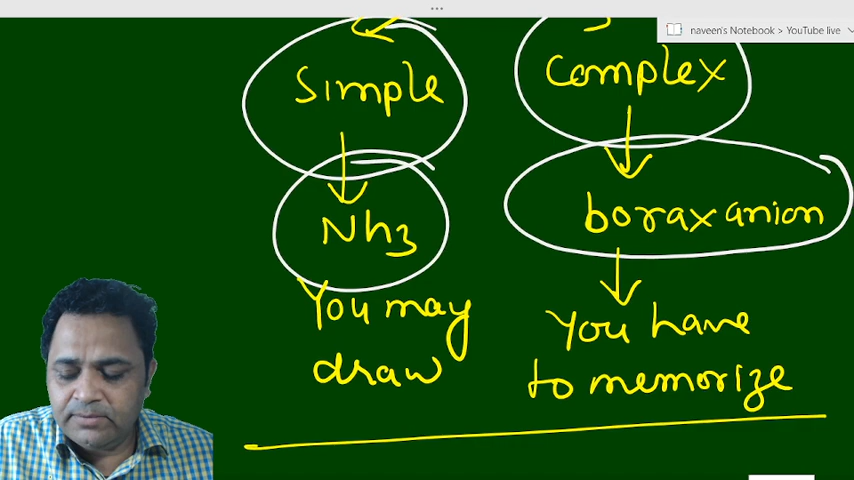 naveen's Notebook > YouTube live
Simple
Complex
Nh3
borax anion
You may
draw
You have
to memorize